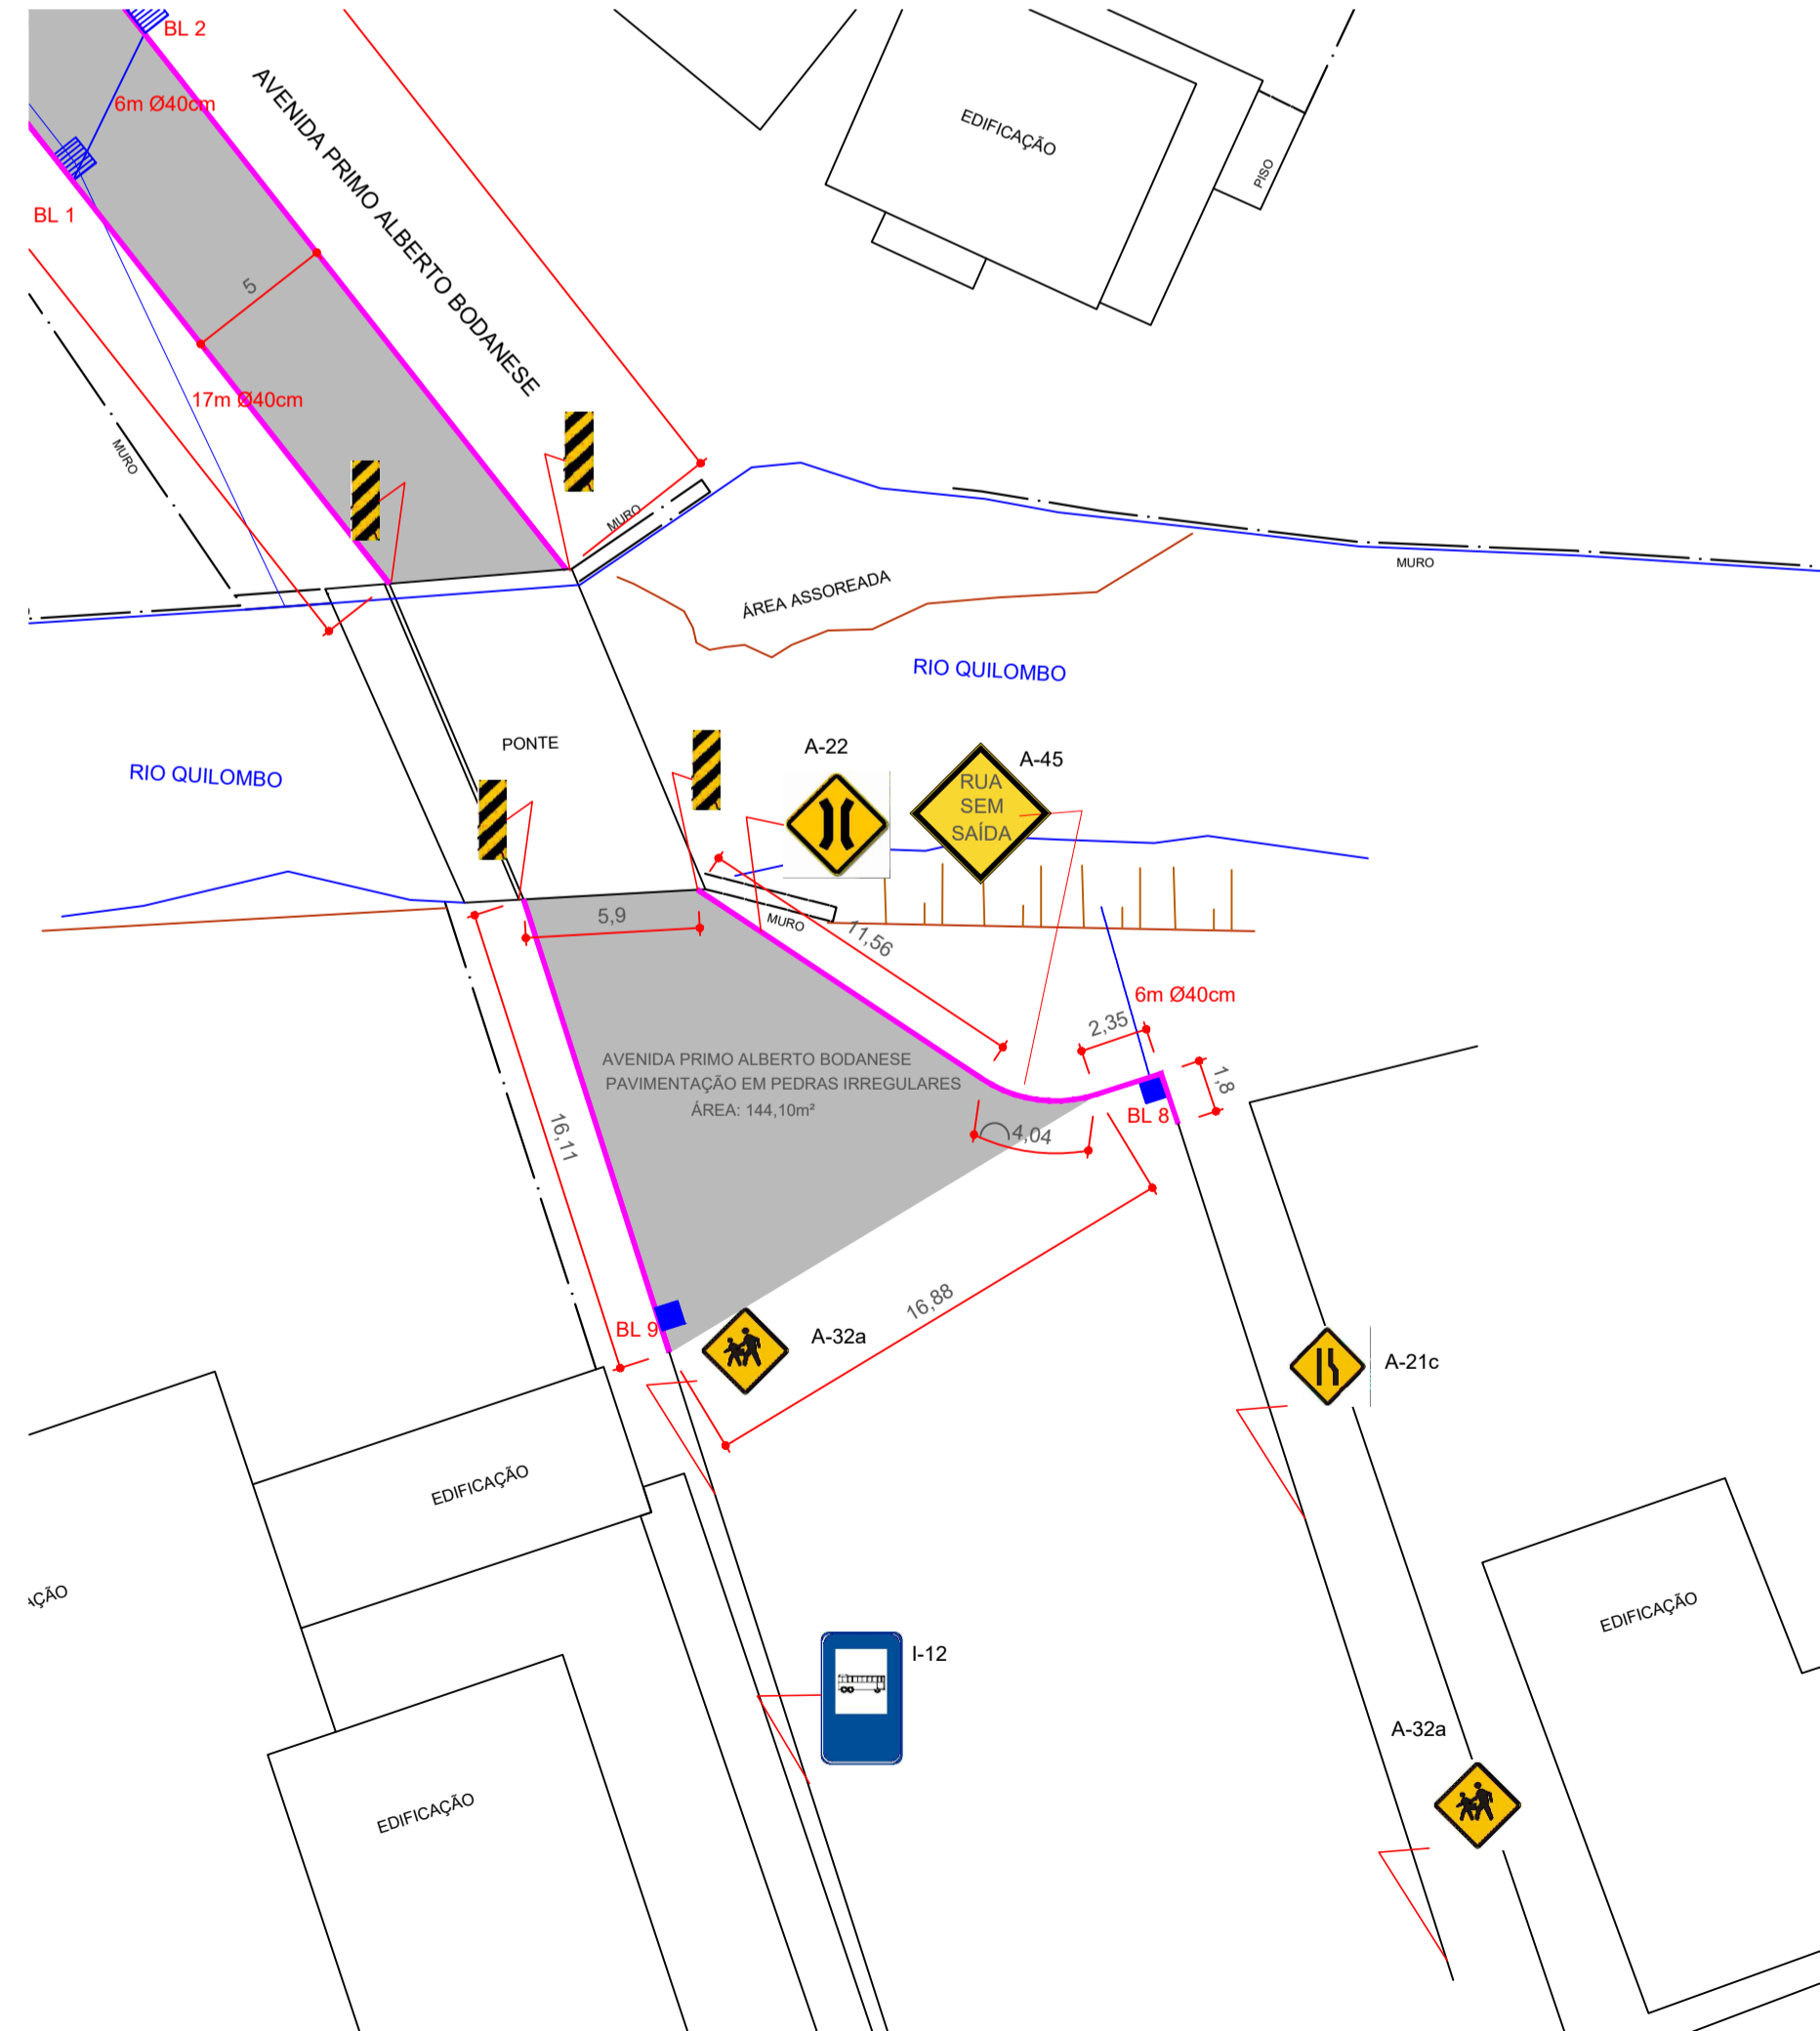 BL 2
6m Ø40cm
AVENIDA PRIMO ALBERTO BODANESE
EDIFICAÇÃO
PISO
BL 1
5
17m Ø40cm
MURO
MURO
MURO
ÁREA ASSOREADA
RIO QUILOMBO
PONTE
RIO QUILOMBO
A-22
A-45
RUA
SEM
SAÍDA
5,9
MURO
11,56
6m Ø40cm
2,35
1,8
AVENIDA PRIMO ALBERTO BODANESE
PAVIMENTAÇÃO EM PEDRAS IRREGULARES
ÁREA: 144,10m²
BL 8
16,11
4,04
16,88
BL 9
A-32a
A-21c
EDIFICAÇÃO
AÇÃO
EDIFICAÇÃO
I-12
A-32a
EDIFICAÇÃO